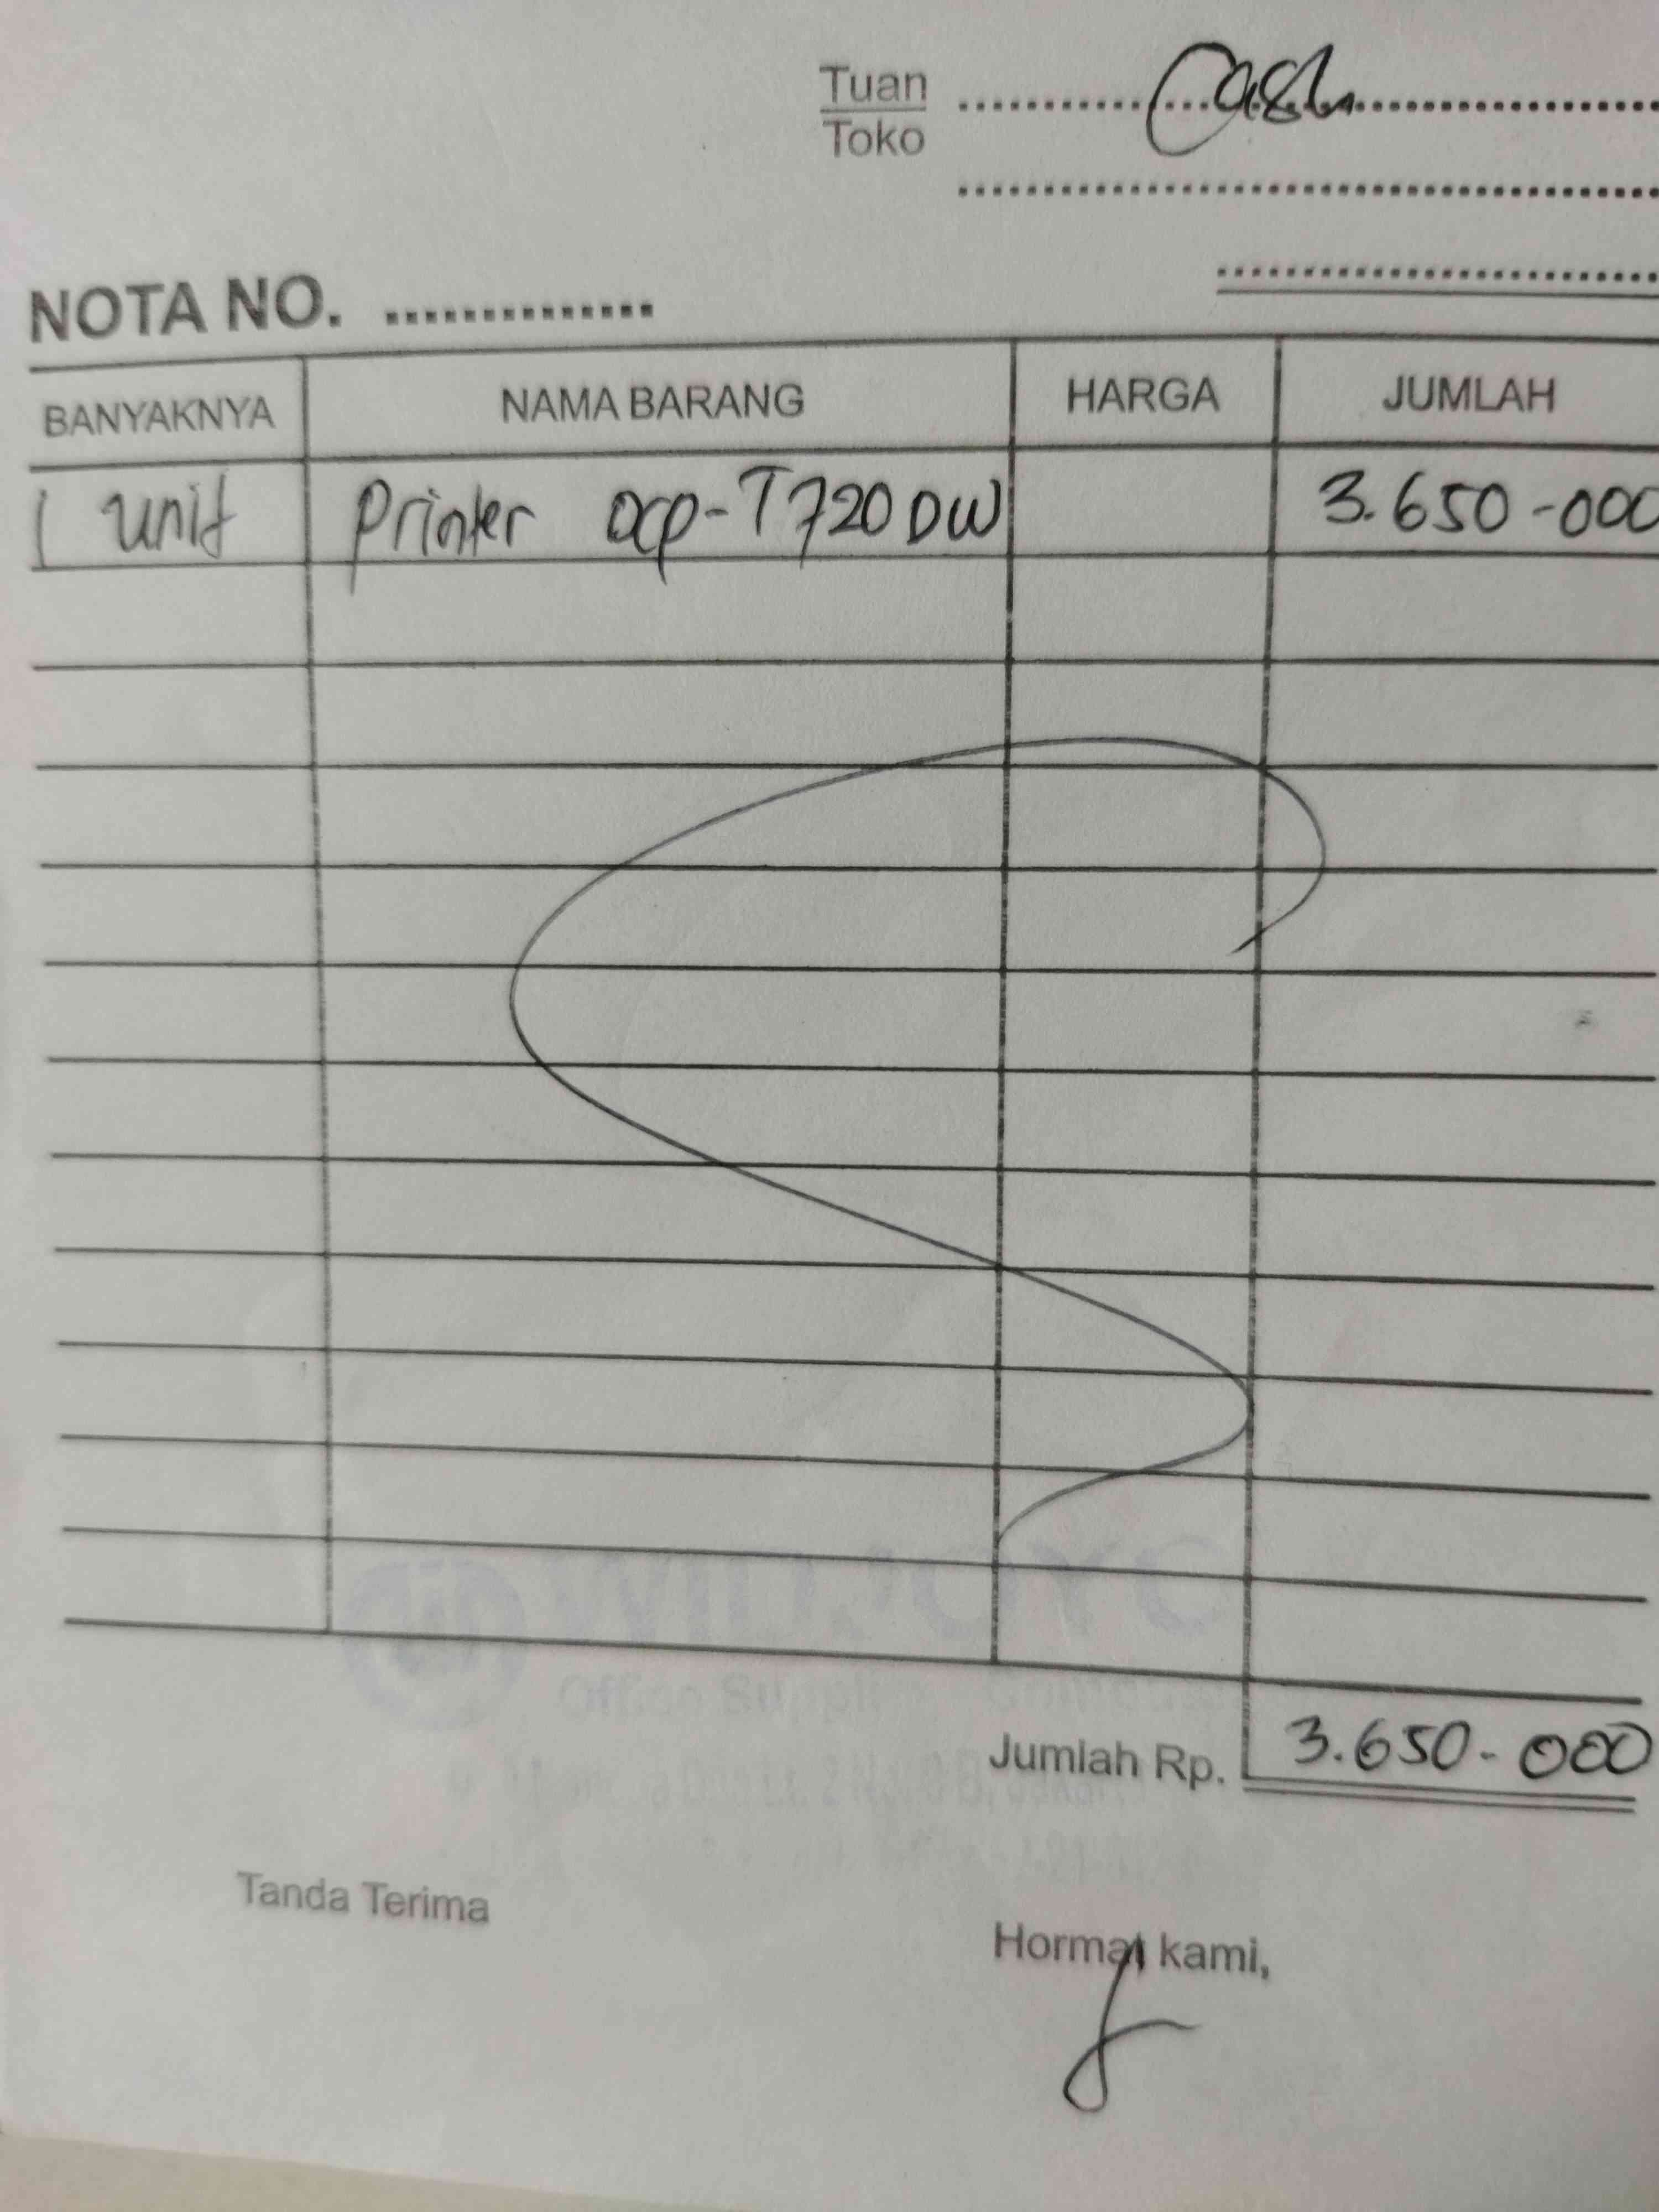 Tuan Cash
Toko
NOTA NO.
BANYAKNYA NAMA BARANG HARGA JUMLAH
1 unit Printer DCP-T720DW 3.650-000
Jumlah Rp. 3.650-000
Tanda Terima
Hormat kami,